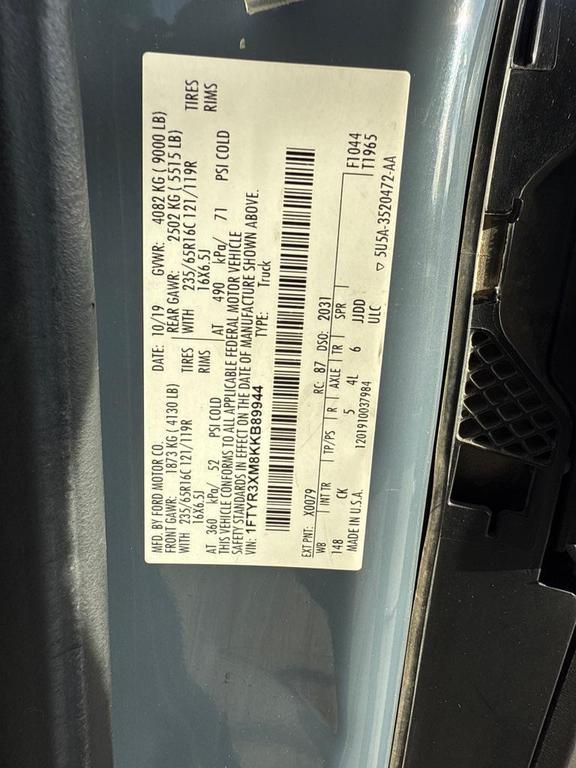 MFD. BY FORD MOTOR CO. DATE: 10/19 GVWR: 4082 KG ( 9000 LB)
FRONT GAWR: 1873 KG ( 4130 LB) REAR GAWR: 2502 KG ( 5515 LB)
WITH 235/65R16C 121/119R TIRES WITH 235/65R16C 121/119R TIRES
16X6.5J RIMS 16X6.5J RIMS
AT 360 kPa/ 52 PSI COLD AT 490 kPa/ 71 PSI COLD
THIS VEHICLE CONFORMS TO ALL APPLICABLE FEDERAL MOTOR VEHICLE
SAFETY STANDARDS IN EFFECT ON THE DATE OF MANUFACTURE SHOWN ABOVE.
VIN: 1FTYR3XM8KKB89944 TYPE: Truck
EXT PNT: X0079 RC: 87 DSO: 2031 F1044
WB INT TR TP/PS R AXLE TR SPR T1965
148 CK 5 4L 6 JJDD
MADE IN U.S.A. 1201910037984 ULC ▽ 5U5A-3520472-AA